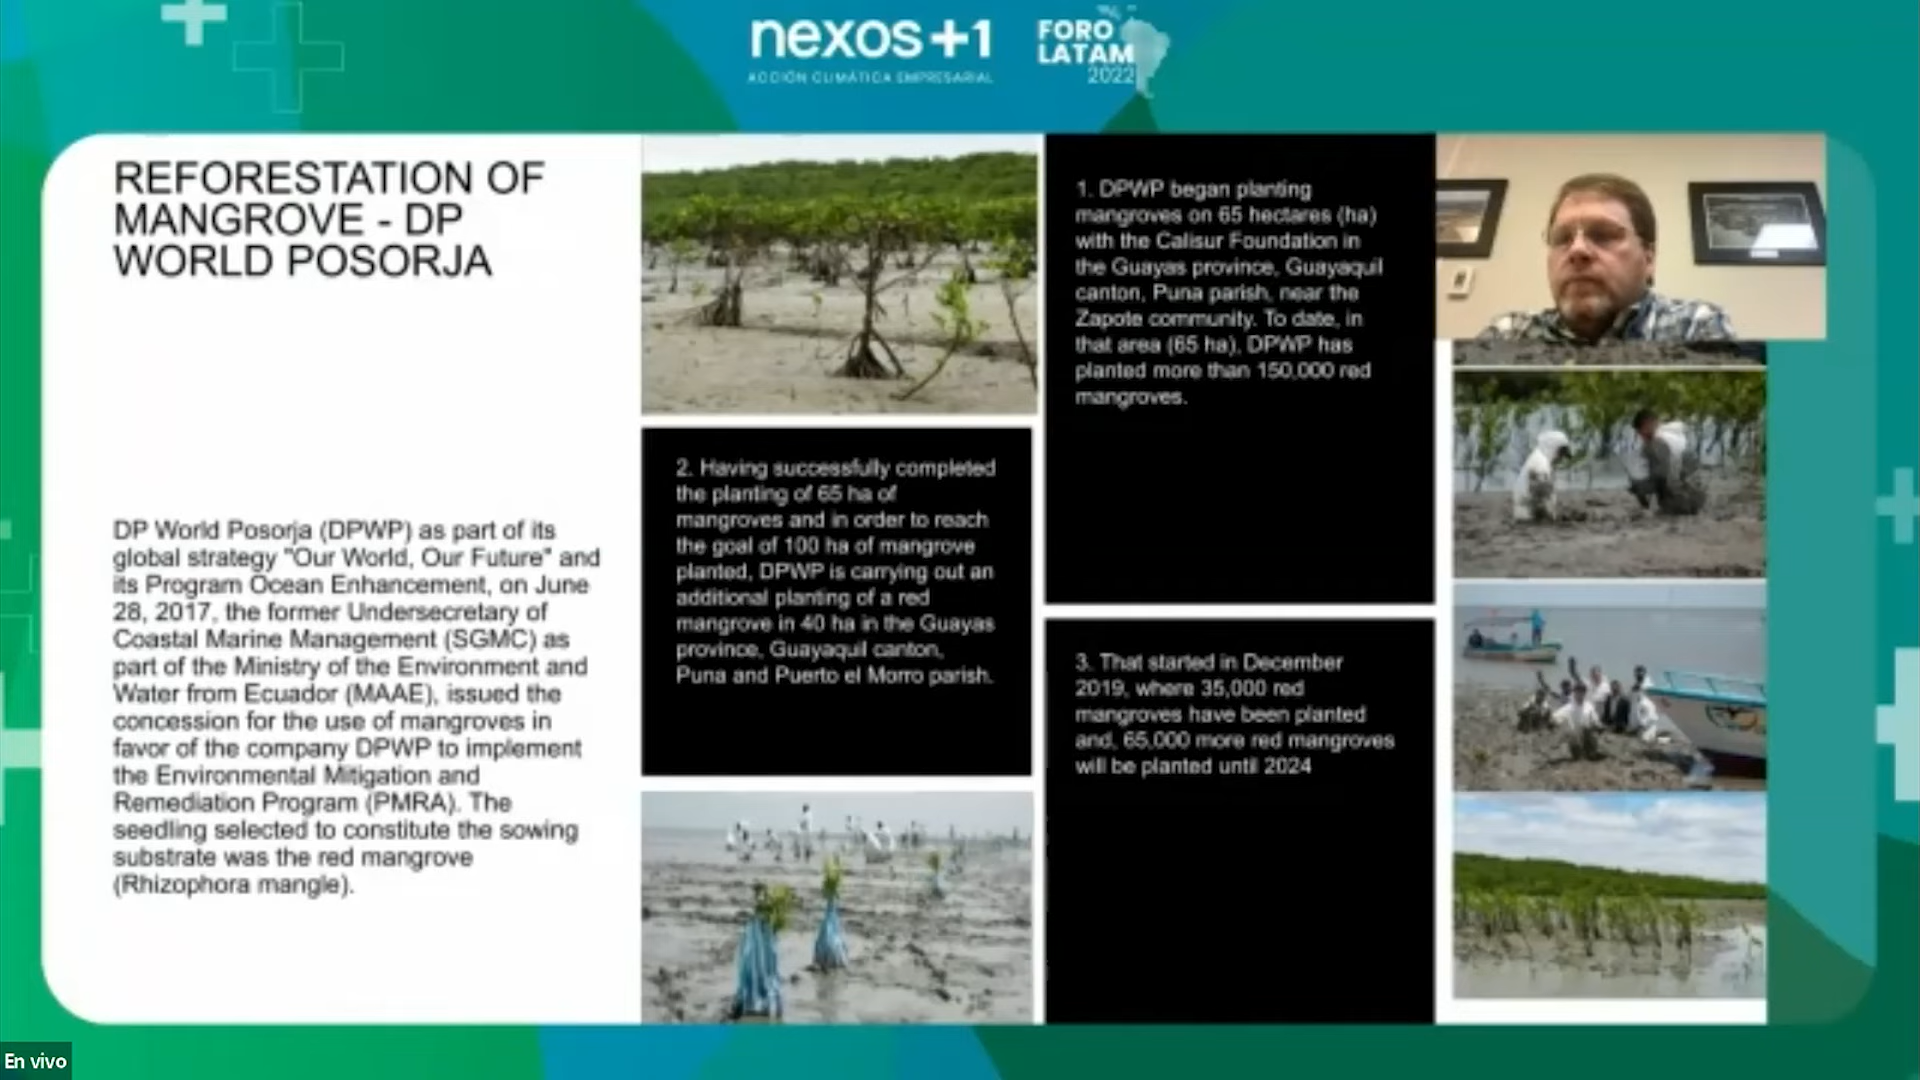 nexos+1
ACCIÓN CLIMÁTICA EMPRESARIAL
FORO
LATAM
2022
REFORESTATION OF
MANGROVE - DP
WORLD POSORJA
DP World Posorja (DPWP) as part of its
global strategy "Our World, Our Future" and
its Program Ocean Enhancement, on June
28, 2017, the former Undersecretary of
Coastal Marine Management (SGMC) as
part of the Ministry of the Environment and
Water from Ecuador (MAAE), issued the
concession for the use of mangroves in
favor of the company DPWP to implement
the Environmental Mitigation and
Remediation Program (PMRA). The
seedling selected to constitute the sowing
substrate was the red mangrove
(Rhizophora mangle).
1. DPWP began planting
mangroves on 65 hectares (ha)
with the Calisur Foundation in
the Guayas province, Guayaquil
canton, Puna parish, near the
Zapote community. To date, in
that area (65 ha), DPWP has
planted more than 150,000 red
mangroves.
2. Having successfully completed
the planting of 65 ha of
mangroves and in order to reach
the goal of 100 ha of mangrove
planted, DPWP is carrying out an
additional planting of a red
mangrove in 40 ha in the Guayas
province, Guayaquil canton,
Puna and Puerto el Morro parish.
3. That started in December
2019, where 35,000 red
mangroves have been planted
and, 65,000 more red mangroves
will be planted until 2024
En vivo